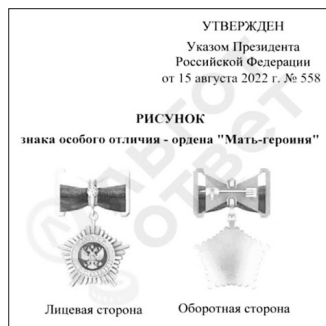 УТВЕРЖДЕН
Указом Президента
Российской Федерации
от 15 августа 2022 г. № 558
РИСУНОК
знака особого отличия - ордена "Мать-героиня"
Лицевая сторона
Оборотная сторона